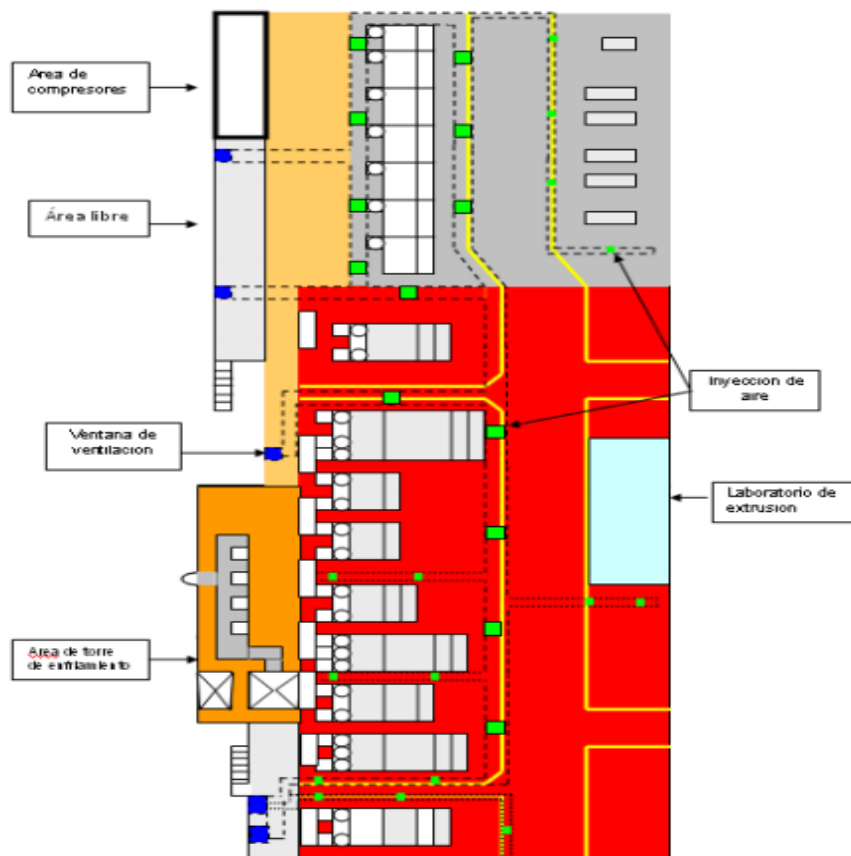 Area de
compresores
Área libre
Inyeccion de
aire
Ventana de
ventilacion
Laboratorio de
extrusion
Area de torre
de enfriamiento